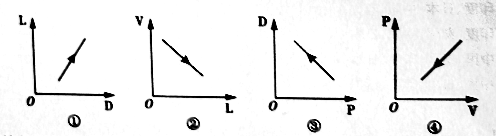 L V D P
O D O L O P O V
① ② ③ ④